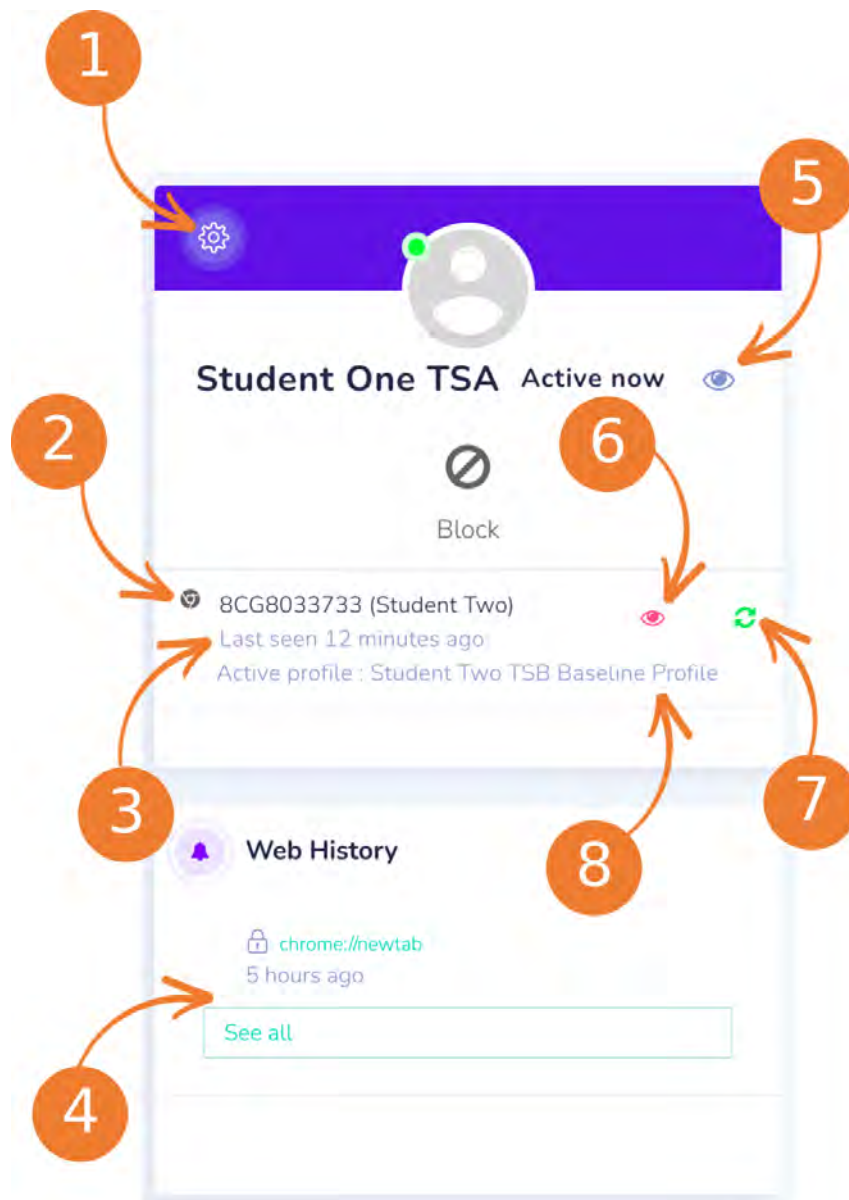 1
5
Student One TSA Active now
2
6
Block
8CG8033733 (Student Two)
Last seen 12 minutes ago
Active profile : Student Two TSB Baseline Profile
3
7
8
Web History
chrome://newtab
5 hours ago
See all
4